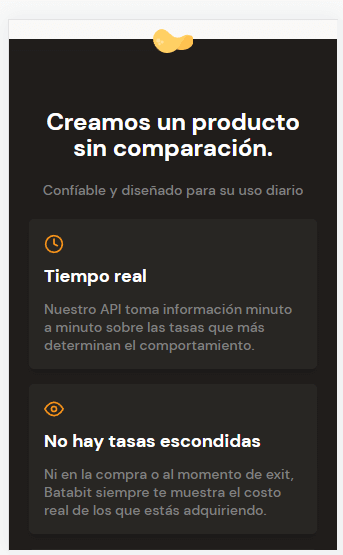 Creamos un producto
sin comparación.
Confíable y diseñado para su uso diario
Tiempo real
Nuestro API toma información minuto
a minuto sobre las tasas que más
determinan el comportamiento.
No hay tasas escondidas
Ni en la compra o al momento de exit,
Batabit siempre te muestra el costo
real de los que estás adquiriendo.